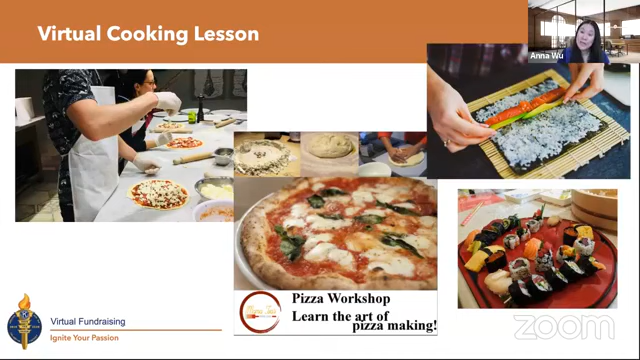 Virtual Cooking Lesson
Anna Wu
Pizza Workshop
Learn the art of
pizza making!
Virtual Fundraising
Ignite Your Passion
zoom